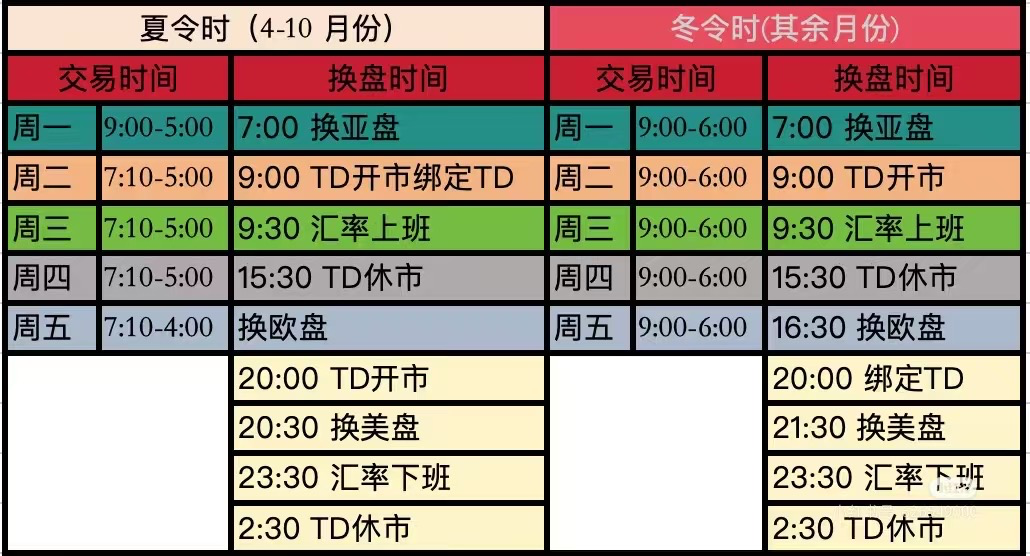 夏令时（4-10 月份） 冬令时(其余月份)
交易时间 换盘时间 交易时间 换盘时间
周一 9:00-5:00 7:00 换亚盘 周一 9:00-6:00 7:00 换亚盘
周二 7:10-5:00 9:00 TD开市绑定TD 周二 9:00-6:00 9:00 TD开市
周三 7:10-5:00 9:30 汇率上班 周三 9:00-6:00 9:30 汇率上班
周四 7:10-5:00 15:30 TD休市 周四 9:00-6:00 15:30 TD休市
周五 7:10-4:00 换欧盘 周五 9:00-6:00 16:30 换欧盘
20:00 TD开市 20:00 绑定TD
20:30 换美盘 21:30 换美盘
23:30 汇率下班 23:30 汇率下班
2:30 TD休市 2:30 TD休市